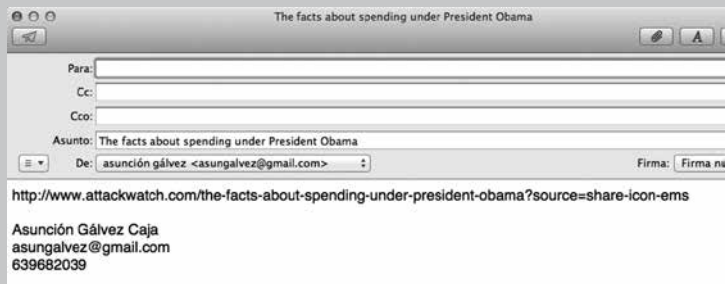 The facts about spending under President Obama
A
Para:
Cc:
Cco:
Asunto: The facts about spending under President Obama
De: asunción gálvez <asungalvez@gmail.com> Firma: Firma nu
http://www.attackwatch.com/the-facts-about-spending-under-president-obama?source=share-icon-ems
Asunción Gálvez Caja
asungalvez@gmail.com
639682039